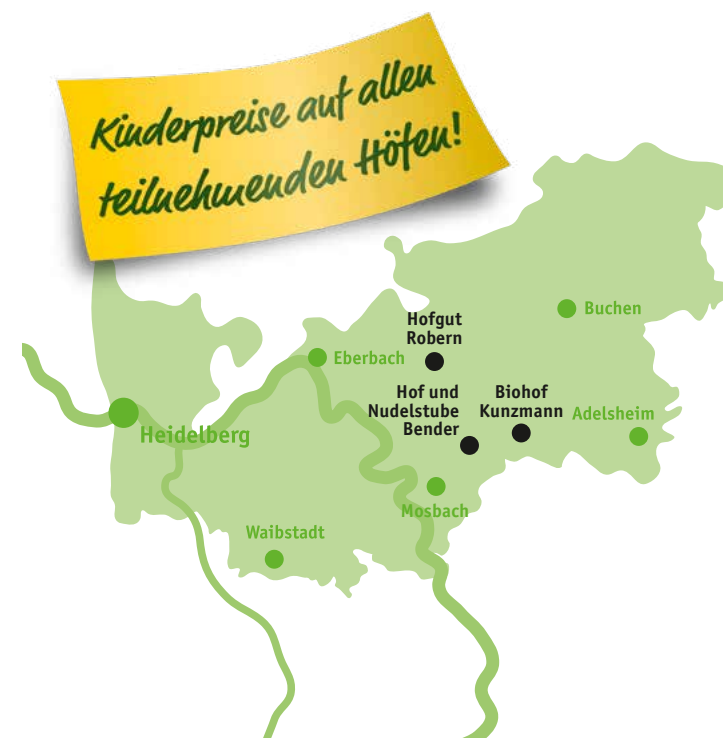 Kinderpreise auf allen
teilnehmenden Höfen!
Buchen
Hofgut
Robern
Eberbach
Hof und
Nudelstube
Bender
Biohof
Kunzmann
Adelsheim
Heidelberg
Mosbach
Waibstadt